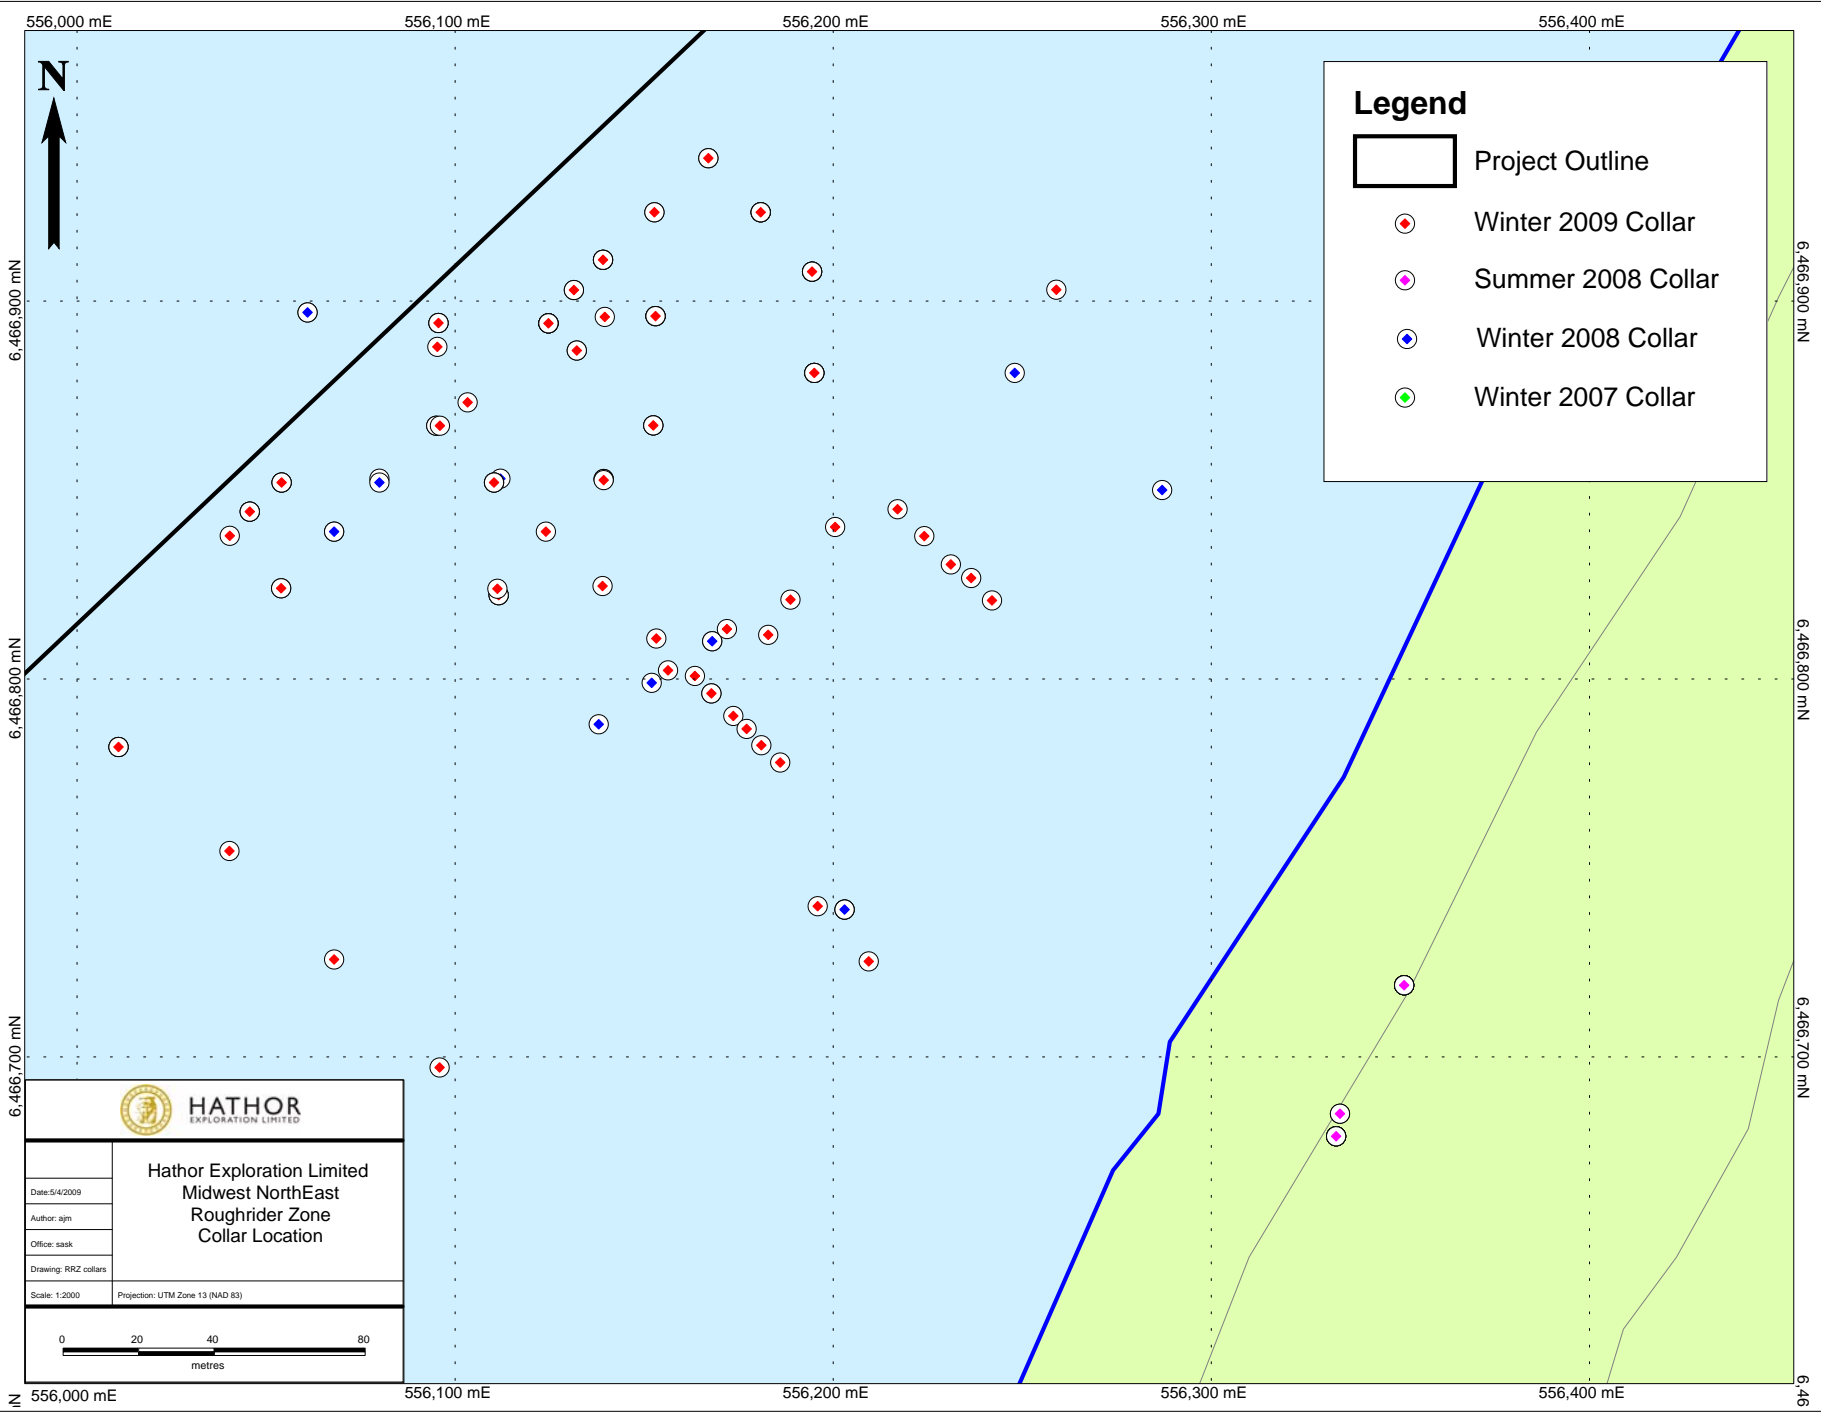 556,000 mE
556,100 mE
556,200 mE
556,300 mE
556,400 mE
N
Legend
Project Outline
Winter 2009 Collar
Summer 2008 Collar
Winter 2008 Collar
Winter 2007 Collar
6,466,900 mN
6,466,900 mN
6,466,800 mN
6,466,800 mN
6,466,700 mN
6,466,700 mN
HATHOR
EXPLORATION LIMITED
Hathor Exploration Limited
Midwest NorthEast
Roughrider Zone
Collar Location
Date:5/4/2009
Author: ajm
Office: sask
Drawing: RRZ collars
Scale: 1:2000
Projection: UTM Zone 13 (NAD 83)
0 20 40 80
metres
556,000 mE
556,100 mE
556,200 mE
556,300 mE
556,400 mE
6,46